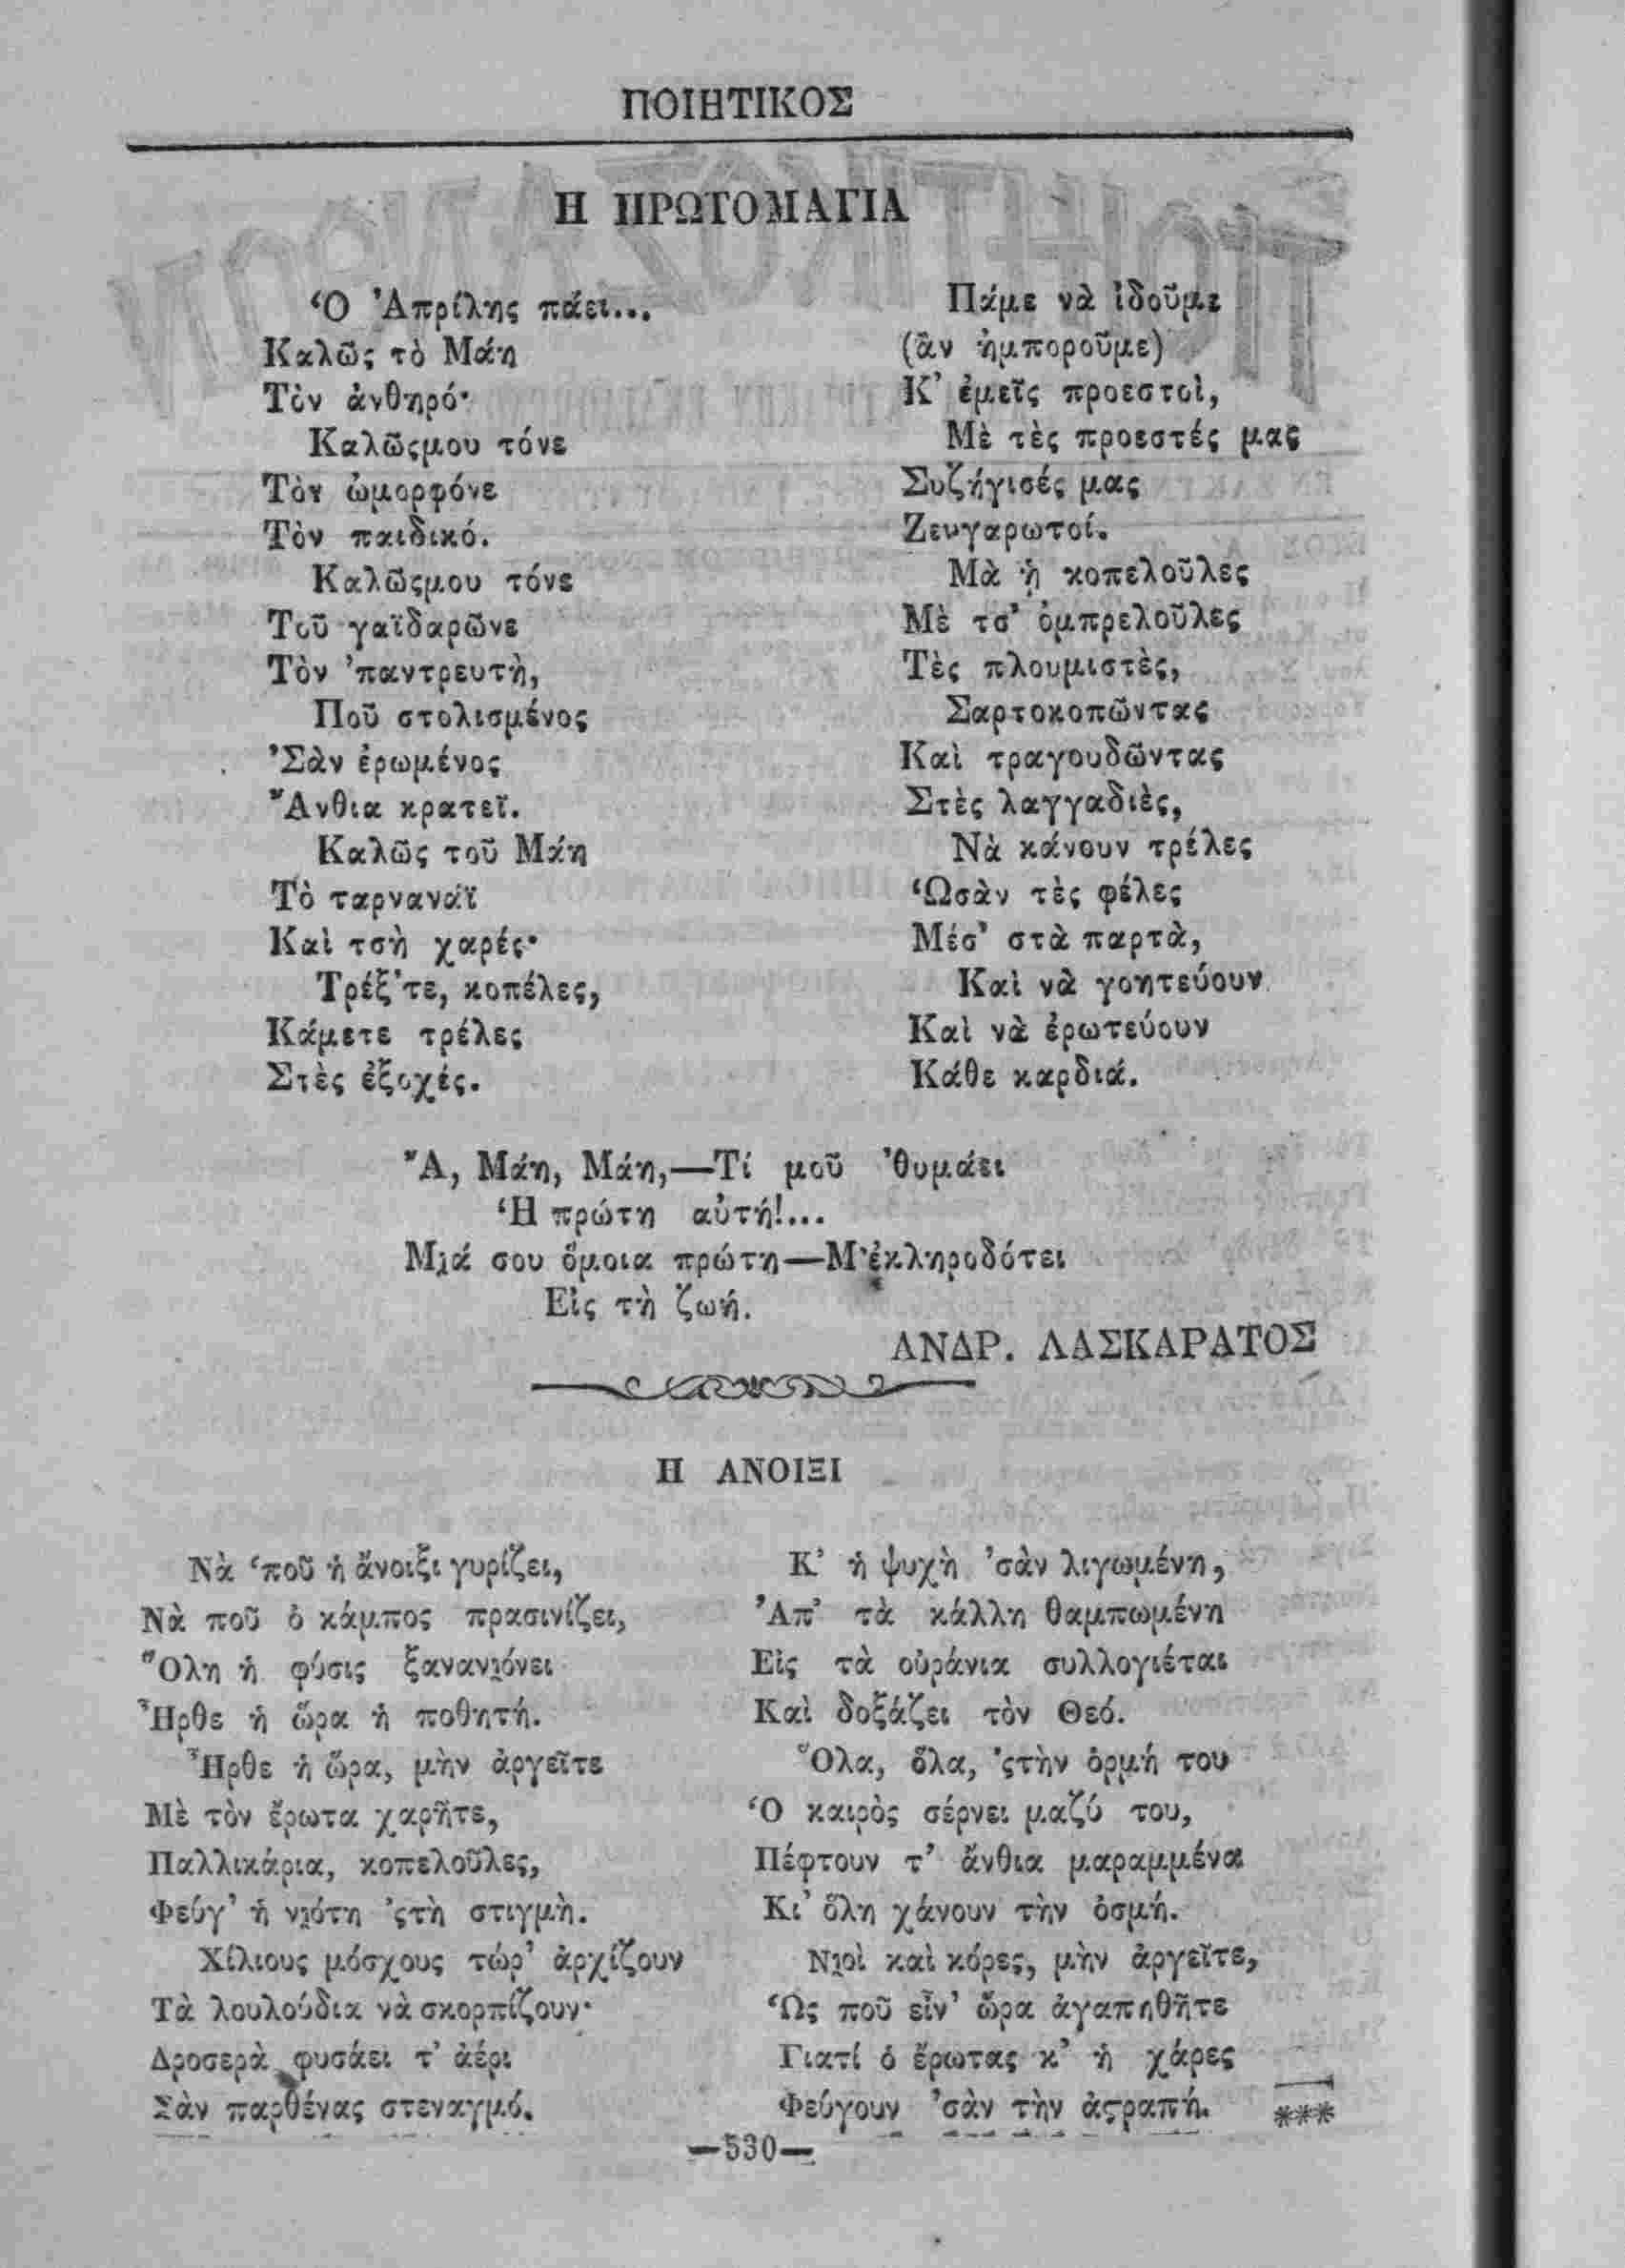 ΠΟΙΗΤΙΚΟΣ
Η ΠΡΩΤΟΜΑΓΙΑ
Ὁ Ἀπρίλης πάει...
Καλῶς τὸ Μάη
Τὸν ἀνθηρό·
Καλῶςμου τόνε
Τὸν ὠμορφόνε
Τὸν παιδικό.
Καλῶςμου τόνε
Τοῦ γαϊδαρῶνε
Τὸν ’παντρευτὴ,
Ποῦ στολισμένος
’Σὰν ἐρωμένος
Ἄνθια κρατεῖ.
Καλῶς τοῦ Μάη
Τὸ ταρναναϊ
Καὶ τσὴ χαρές·
Τρέξ’τε, κοπέλες,
Κάμετε τρέλες
Στὲς ἐξοχές.
Πάμε νὰ ἰδοῦμε
(ἂν ἠμποροῦμε)
Κ’ ἐμεῖς προεστοὶ,
Μὲ τὲς προεστές μας
Συζήγισές μας
Ζευγαρωτοί.
Μὰ ἡ κοπελοῦλες
Μὲ τσ’ ὀμπρελοῦλες
Τὲς πλουμιστὲς,
Σαρτοκοπῶντας
Καὶ τραγουδῶντας
Στὲς λαγγαδιὲς,
Νὰ κάνουν τρέλες
Ὡσὰν τὲς φέλες
Μέσ’ στὰ παρτὰ,
Καὶ νὰ γοητεύουν
Καὶ νὰ ἐρωτεύουν
Κάθε καρδιά.
Ἄ, Μάη, Μάη,—Τί μοῦ ’θυμάει
Ἡ πρώτη αὐτή!...
Μιά σου ὅμοια πρώτη—Μ’ἐκληροδότει
Εἰς τὴ ζωή.
ΑΝΔΡ. ΛΑΣΚΑΡΑΤΟΣ
Η ΑΝΟΙΞΙ
Νὰ ‘ποῦ ἡ ἄνοιξι γυρίζει,
Νὰ ποῦ ὁ κάμπος πρασινίζει,
Ὅλη ἡ φύσις ξανανιόνει
Ἦρθε ἡ ὥρα ἡ ποθητή.
Ἦρθε ἡ ὥρα, μὴν ἀργεῖτε
Μὲ τὸν ἔρωτα χαρῆτε,
Παλλικάρια, κοπελοῦλες,
Φεύγ’ ἡ νιότη ’ςτὴ στιγμὴ.
Χίλιους μόσχους τώρ’ ἀρχίζουν
Τὰ λουλούδια νὰ σκορπίζουν·
Δροσερὰ φυσάει τ’ ἀέρι
Σὰν παρθένας στεναγμό.
Κ’ ἡ ψυχὴ ’σὰν λιγωμένη,
Ἀπ’ τὰ κάλλη θαμπωμένη
Εἰς τὰ οὐράνια συλλογιέται
Καὶ δοξάζει τὸν Θεό.
Ὅλα, ὅλα, ’ςτὴν ὁρμή του
Ὁ καιρὸς σέρνει μαζύ του,
Πέφτουν τ’ ἄνθια μαραμμένα
Κι’ ὅλη χάνουν τὴν ὀσμή.
Νιοὶ καὶ κόρες, μὴν ἀργεῖτε,
Ὡς ποῦ εἶν’ ὥρα ἀγαπηθῆτε
Γιατί ὁ ἔρωτας κ’ ἡ χάρες
Φεύγουν ’σὰν τὴν ἀςραπή.
***
—530—